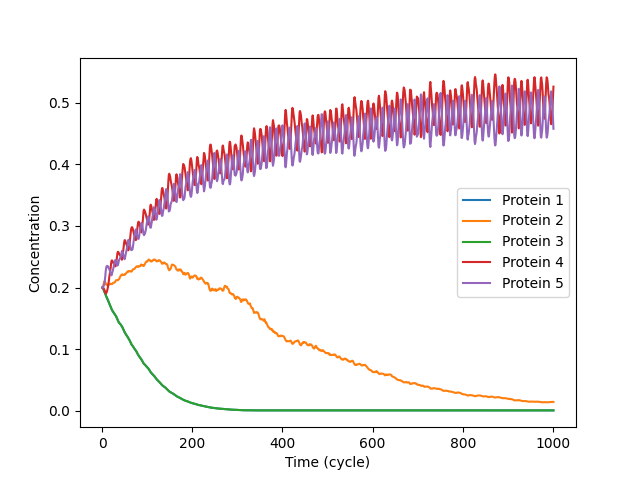 0.5
0.4
0.3
0.2
0.1
0.0
Concentration
Protein 1
Protein 2
Protein 3
Protein 4
Protein 5
0 200 400 600 800 1000
Time (cycle)